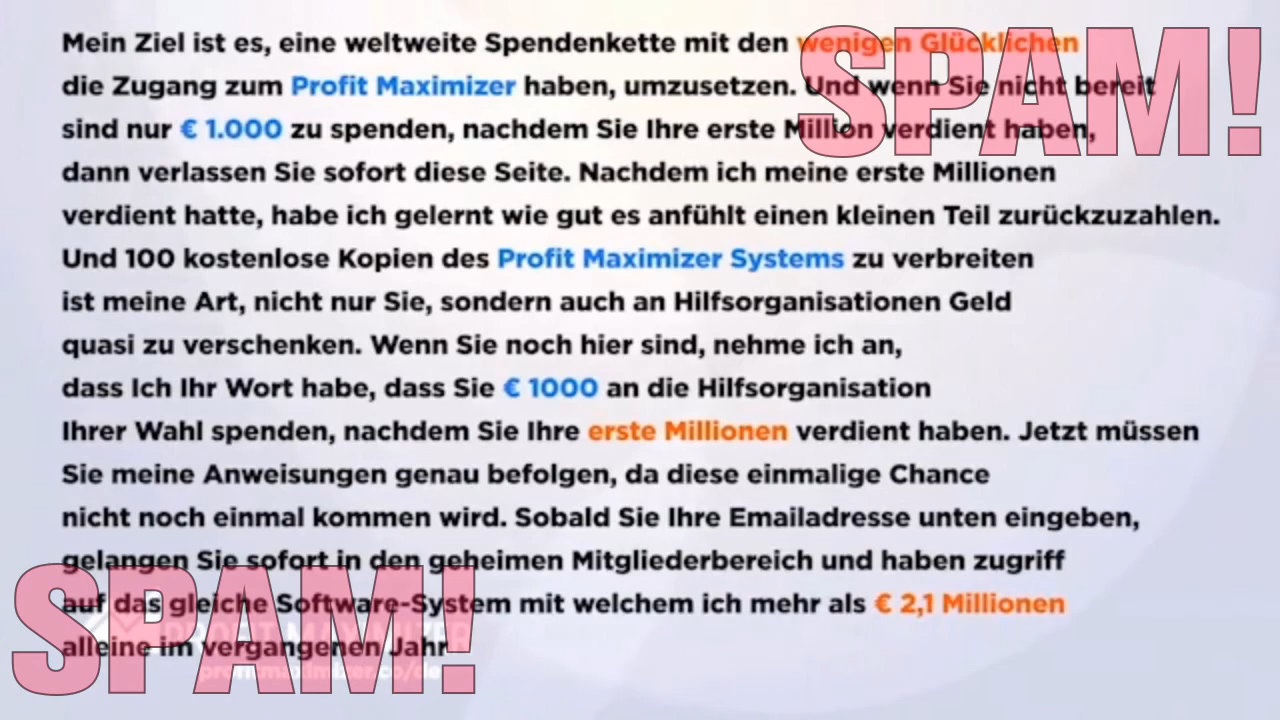 Mein Ziel ist es, eine weltweite Spendenkette mit den wenigen Glücklichen
die Zugang zum Profit Maximizer haben, umzusetzen. Und wenn Sie nicht bereit
sind nur € 1.000 zu spenden, nachdem Sie Ihre erste Million verdient haben,
dann verlassen Sie sofort diese Seite. Nachdem ich meine erste Millionen
verdient hatte, habe ich gelernt wie gut es anfühlt einen kleinen Teil zurückzuzahlen.
Und 100 kostenlose Kopien des Profit Maximizer Systems zu verbreiten
ist meine Art, nicht nur Sie, sondern auch an Hilfsorganisationen Geld
quasi zu verschenken. Wenn Sie noch hier sind, nehme ich an,
dass Ich Ihr Wort habe, dass Sie € 1000 an die Hilfsorganisation
Ihrer Wahl spenden, nachdem Sie Ihre erste Millionen verdient haben. Jetzt müssen
Sie meine Anweisungen genau befolgen, da diese einmalige Chance
nicht noch einmal kommen wird. Sobald Sie Ihre Emailadresse unten eingeben,
gelangen Sie sofort in den geheimen Mitgliederbereich und haben zugriff
auf das gleiche Software-System mit welchem ich mehr als € 2,1 Millionen
alleine im vergangenen Jahr
PROFIT MAXIMIZER
profitmaximizer.co/de
SPAM!
SPAM!